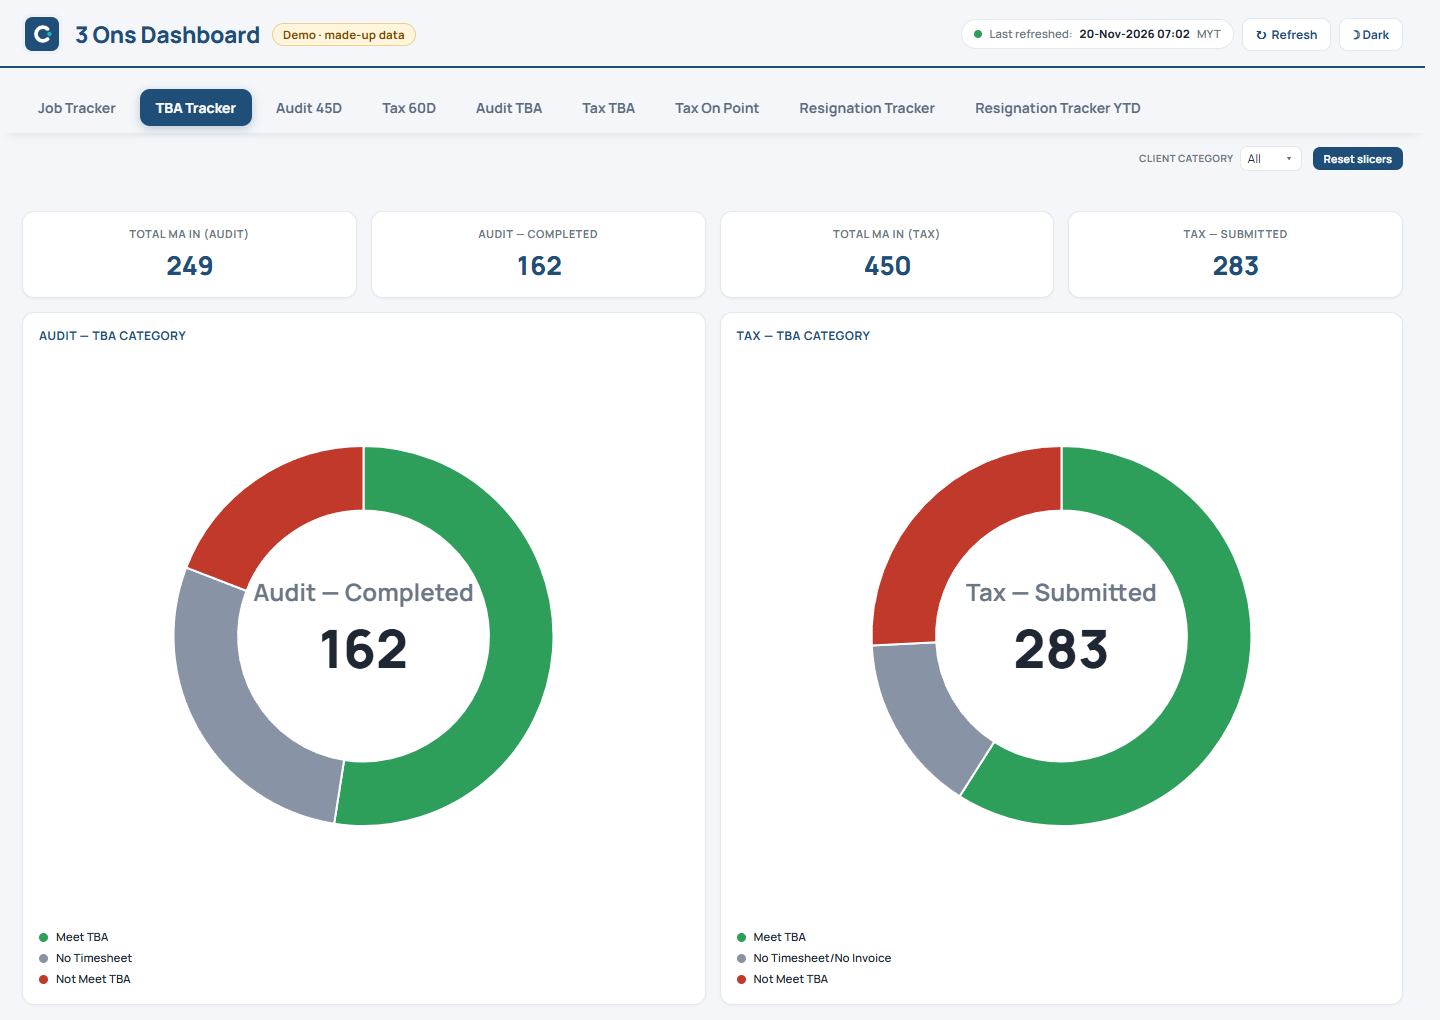 3 Ons Dashboard
Demo · made-up data
Last refreshed: 20-Nov-2026 07:02 MYT
↻ Refresh
☽ Dark
Job Tracker
TBA Tracker
Audit 45D
Tax 60D
Audit TBA
Tax TBA
Tax On Point
Resignation Tracker
Resignation Tracker YTD
CLIENT CATEGORY
All
Reset slicers
TOTAL MA IN (AUDIT)
249
AUDIT — COMPLETED
162
TOTAL MA IN (TAX)
450
TAX — SUBMITTED
283
AUDIT — TBA CATEGORY
Audit — Completed
162
Meet TBA
No Timesheet
Not Meet TBA
TAX — TBA CATEGORY
Tax — Submitted
283
Meet TBA
No Timesheet/No Invoice
Not Meet TBA